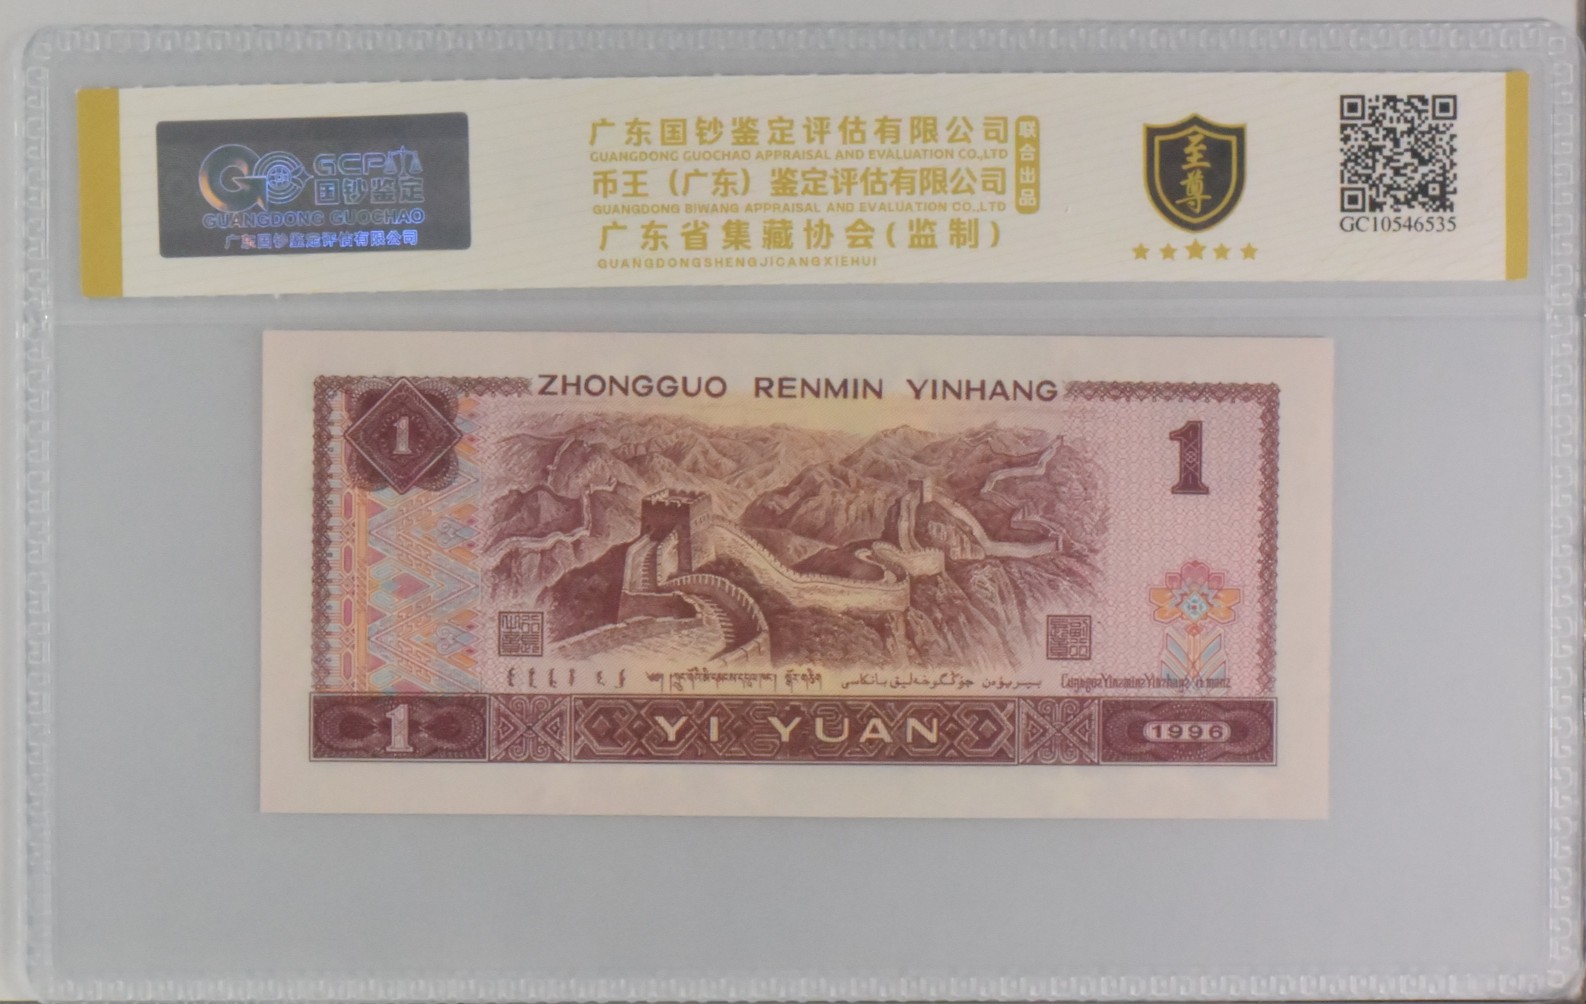 GCP
国钞鉴定
GUANGDONG GUOCHAO
广东国钞鉴定评估有限公司
广东国钞鉴定评估有限公司
GUANGDONG GUOCHAO APPRAISAL AND EVALUATION CO.,LTD
币王（广东）鉴定评估有限公司
GUANGDONG BIWANG APPRAISAL AND EVALUATION CO.,LTD
广东省集藏协会(监制)
GUANGDONGSHENGJICANGXIEHUI
联合出品
至尊
GC10546535
ZHONGGUO RENMIN YINHANG
1
1
1
YI YUAN
1996